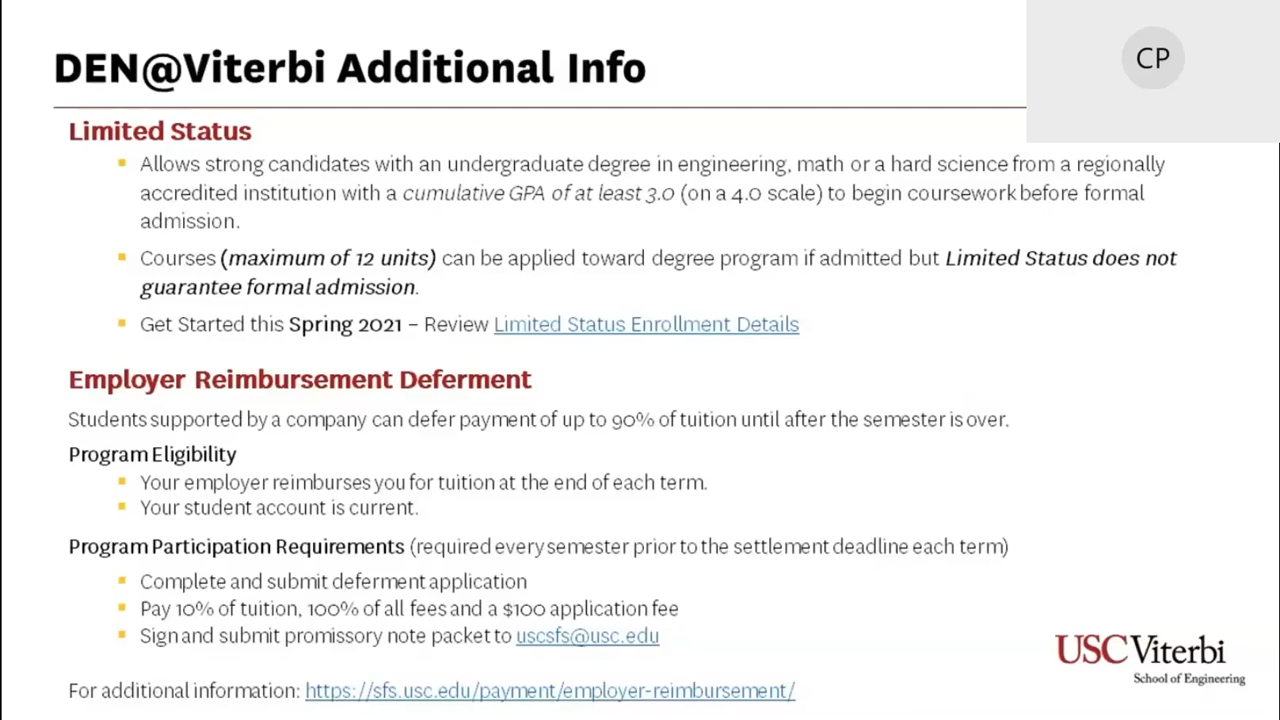 DEN@Viterbi Additional Info
CP
Limited Status
Allows strong candidates with an undergraduate degree in engineering, math or a hard science from a regionally
accredited institution with a cumulative GPA of at least 3.0 (on a 4.0 scale) to begin coursework before formal
admission.
Courses (maximum of 12 units) can be applied toward degree program if admitted but Limited Status does not
guarantee formal admission.
Get Started this Spring 2021 – Review Limited Status Enrollment Details
Employer Reimbursement Deferment
Students supported by a company can defer payment of up to 90% of tuition until after the semester is over.
Program Eligibility
Your employer reimburses you for tuition at the end of each term.
Your student account is current.
Program Participation Requirements (required every semester prior to the settlement deadline each term)
Complete and submit deferment application
Pay 10% of tuition, 100% of all fees and a $100 application fee
Sign and submit promissory note packet to uscsfs@usc.edu
USC Viterbi
School of Engineering
For additional information: https://sfs.usc.edu/payment/employer-reimbursement/